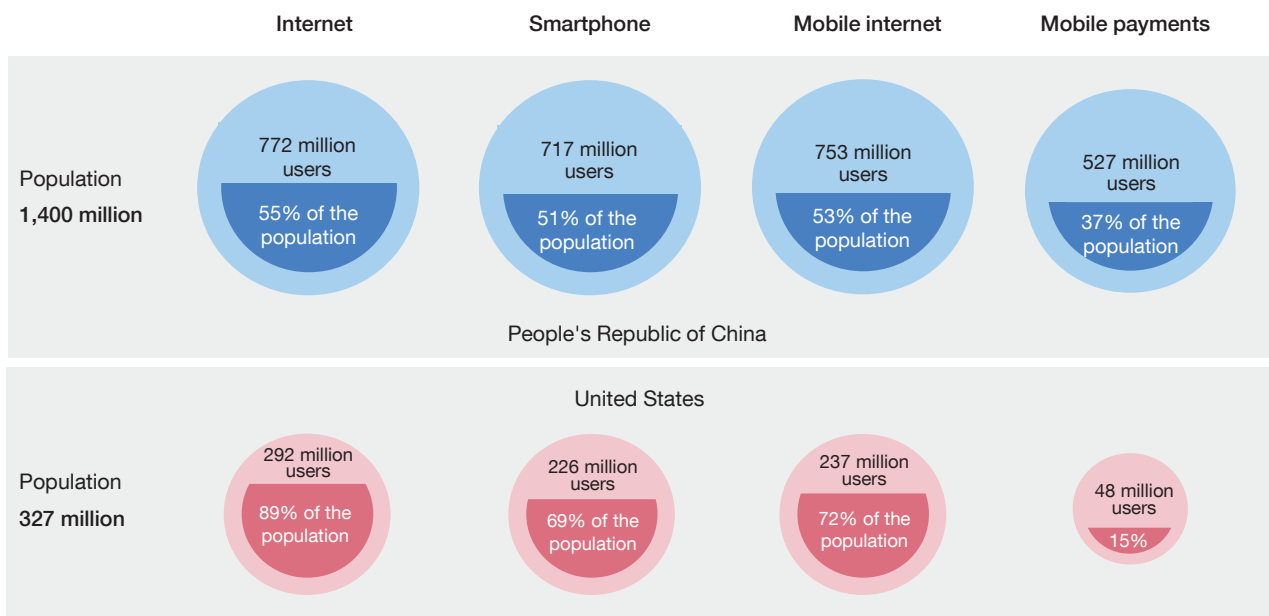 Internet Smartphone Mobile internet Mobile payments
772 million
users
55% of the
population
717 million
users
51% of the
population
753 million
users
53% of the
population
527 million
users
37% of the
population
Population
1,400 million
People's Republic of China
United States
292 million
users
89% of the
population
226 million
users
69% of the
population
237 million
users
72% of the
population
48 million
users
15%
Population
327 million